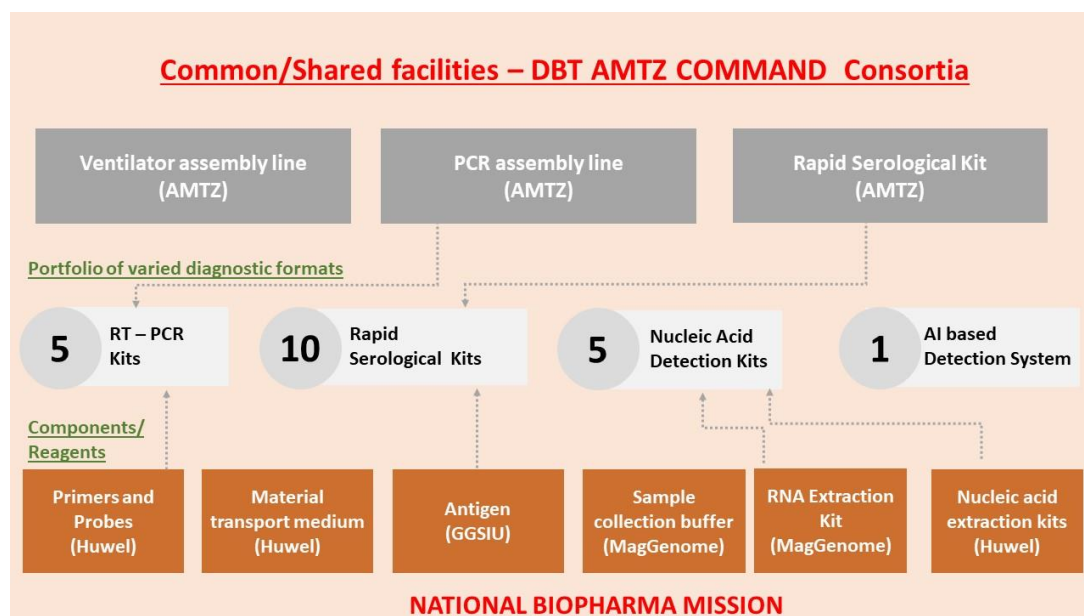 Common/Shared facilities – DBT AMTZ COMMAND Consortia
Ventilator assembly line
(AMTZ)
PCR assembly line
(AMTZ)
Rapid Serological Kit
(AMTZ)
Portfolio of varied diagnostic formats
5
RT – PCR
Kits
10
Rapid
Serological Kits
5
Nucleic Acid
Detection Kits
1
AI based
Detection System
Components/
Reagents
Primers and
Probes
(Huwel)
Material
transport medium
(Huwel)
Antigen
(GGSIU)
Sample
collection buffer
(MagGenome)
RNA Extraction
Kit
(MagGenome)
Nucleic acid
extraction kits
(Huwel)
NATIONAL BIOPHARMA MISSION